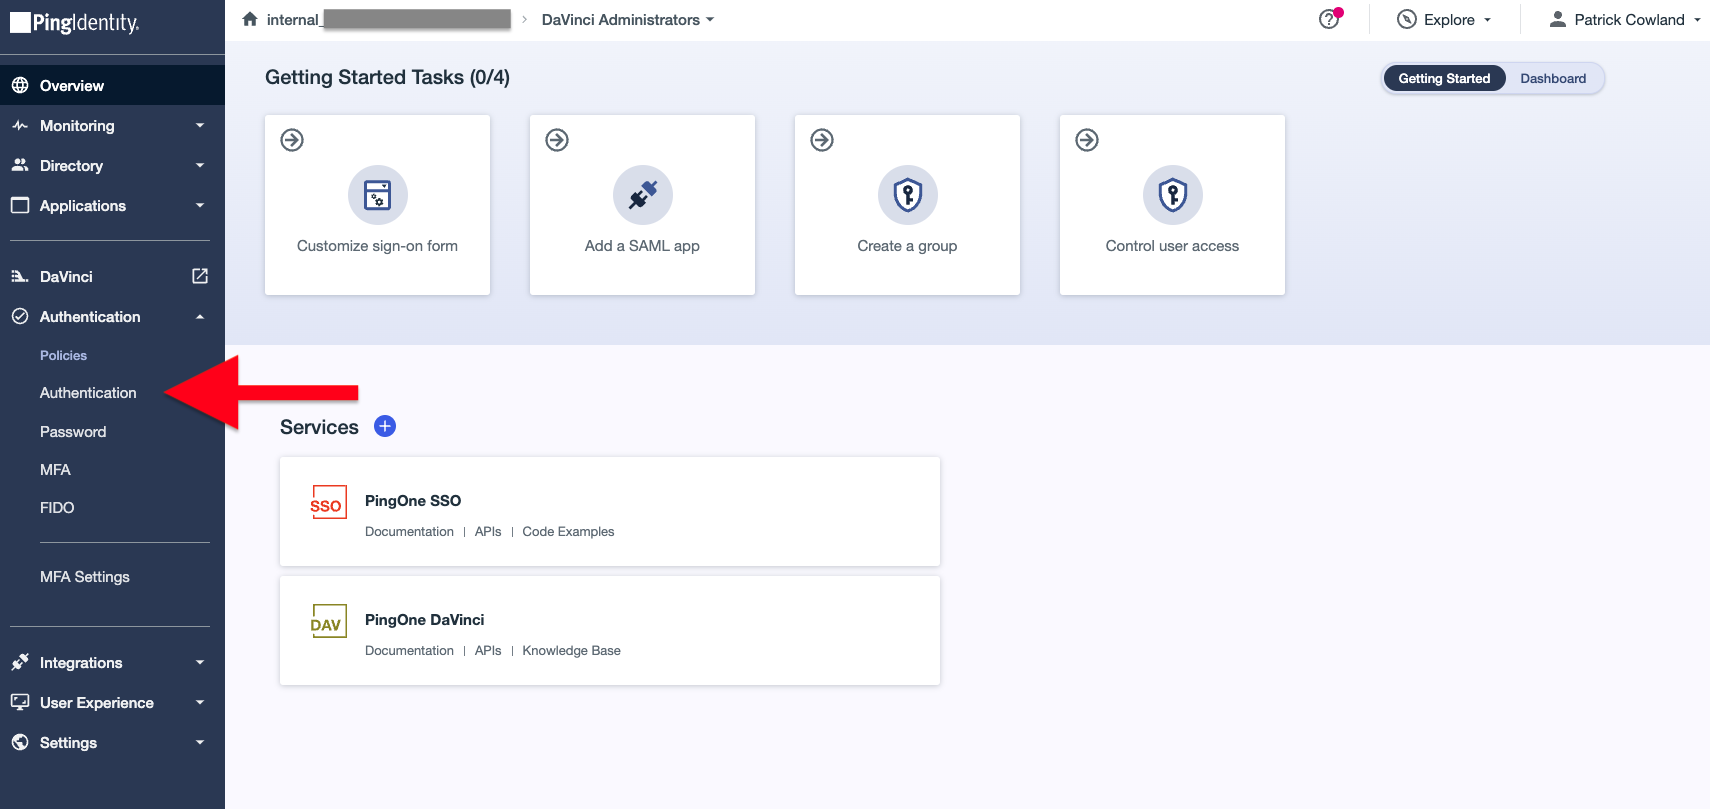 PingIdentity.
internal_
DaVinci Administrators
Explore
Patrick Cowland
Overview
Monitoring
Directory
Applications
DaVinci
Authentication
Policies
Authentication
Password
MFA
FIDO
MFA Settings
Integrations
User Experience
Settings
Getting Started Tasks (0/4)
Getting Started
Dashboard
Customize sign-on form
Add a SAML app
Create a group
Control user access
Services
SSO
PingOne SSO
Documentation | APIs | Code Examples
DAV
PingOne DaVinci
Documentation | APIs | Knowledge Base